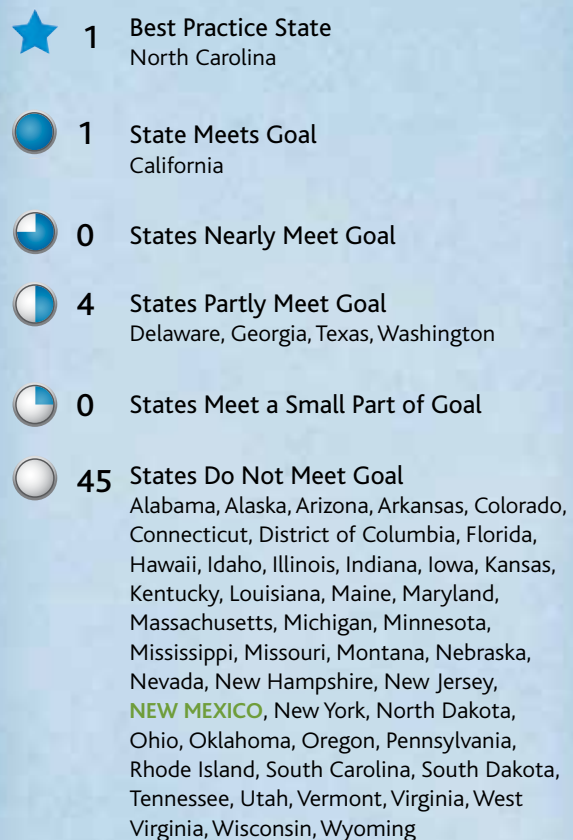 1 Best Practice State
North Carolina
1 State Meets Goal
California
0 States Nearly Meet Goal
4 States Partly Meet Goal
Delaware, Georgia, Texas, Washington
0 States Meet a Small Part of Goal
45 States Do Not Meet Goal
Alabama, Alaska, Arizona, Arkansas, Colorado,
Connecticut, District of Columbia, Florida,
Hawaii, Idaho, Illinois, Indiana, Iowa, Kansas,
Kentucky, Louisiana, Maine, Maryland,
Massachusetts, Michigan, Minnesota,
Mississippi, Missouri, Montana, Nebraska,
Nevada, New Hampshire, New Jersey,
NEW MEXICO, New York, North Dakota,
Ohio, Oklahoma, Oregon, Pennsylvania,
Rhode Island, South Carolina, South Dakota,
Tennessee, Utah, Vermont, Virginia, West
Virginia, Wisconsin, Wyoming